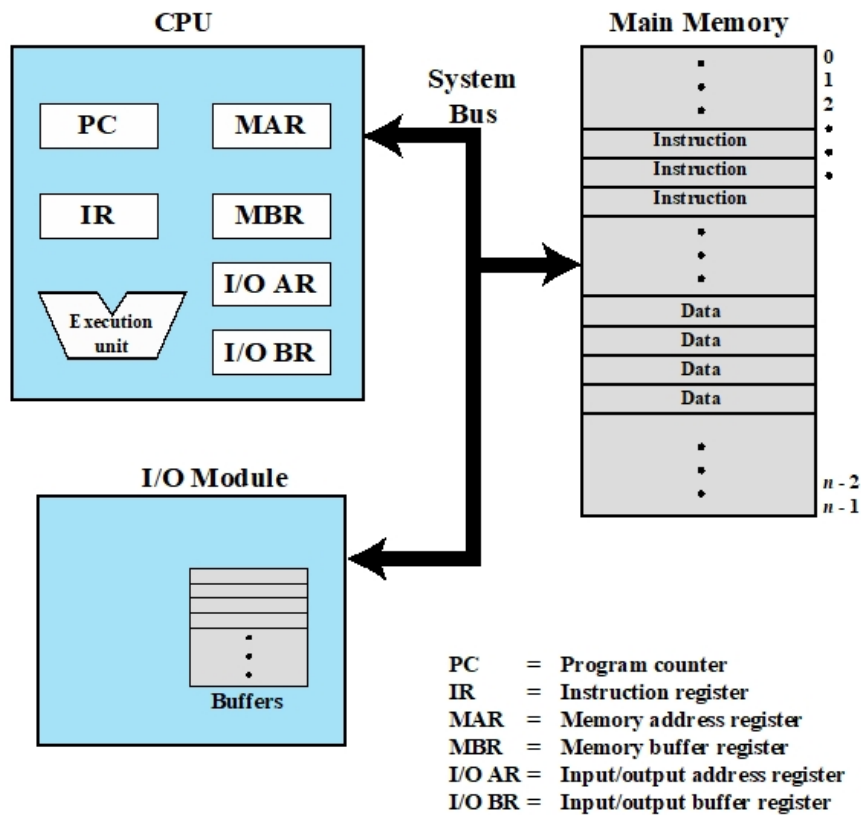 CPU
PC
MAR
IR
MBR
I/O AR
Execution
unit
I/O BR
System
Bus
Main Memory
0
1
2
Instruction
Instruction
Instruction
Data
Data
Data
Data
n - 2
n - 1
I/O Module
Buffers
PC = Program counter
IR = Instruction register
MAR = Memory address register
MBR = Memory buffer register
I/O AR = Input/output address register
I/O BR = Input/output buffer register